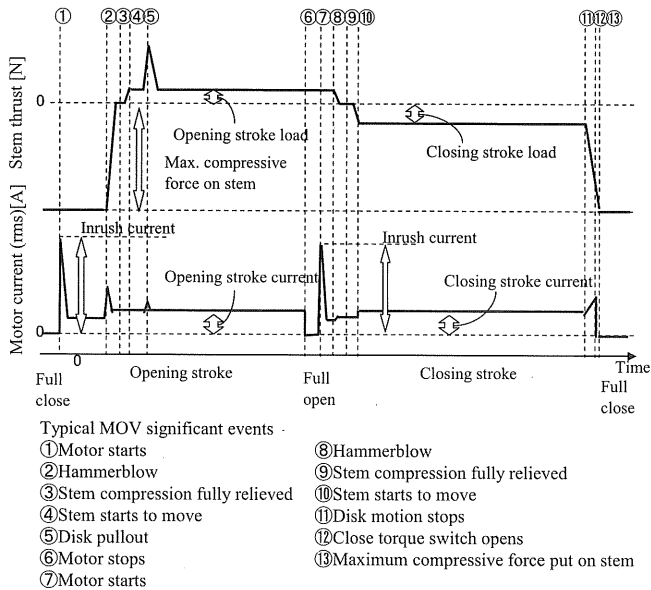 ① ②③④⑤ ⑥⑦⑧⑨⑩ ⑪⑫⑬
Stem thrust [N]
0
Opening stroke load
Max. compressive
force on stem
Closing stroke load
Motor current (rms)[A]
Inrush current
Inrush current
Opening stroke current
Closing stroke current
0
0
Time
Full
close
Opening stroke
Full
open
Closing stroke
Full
close
Typical MOV significant events
①Motor starts
②Hammerblow
③Stem compression fully relieved
④Stem starts to move
⑤Disk pullout
⑥Motor stops
⑦Motor starts
⑧Hammerblow
⑨Stem compression fully relieved
⑩Stem starts to move
⑪Disk motion stops
⑫Close torque switch opens
⑬Maximum compressive force put on stem